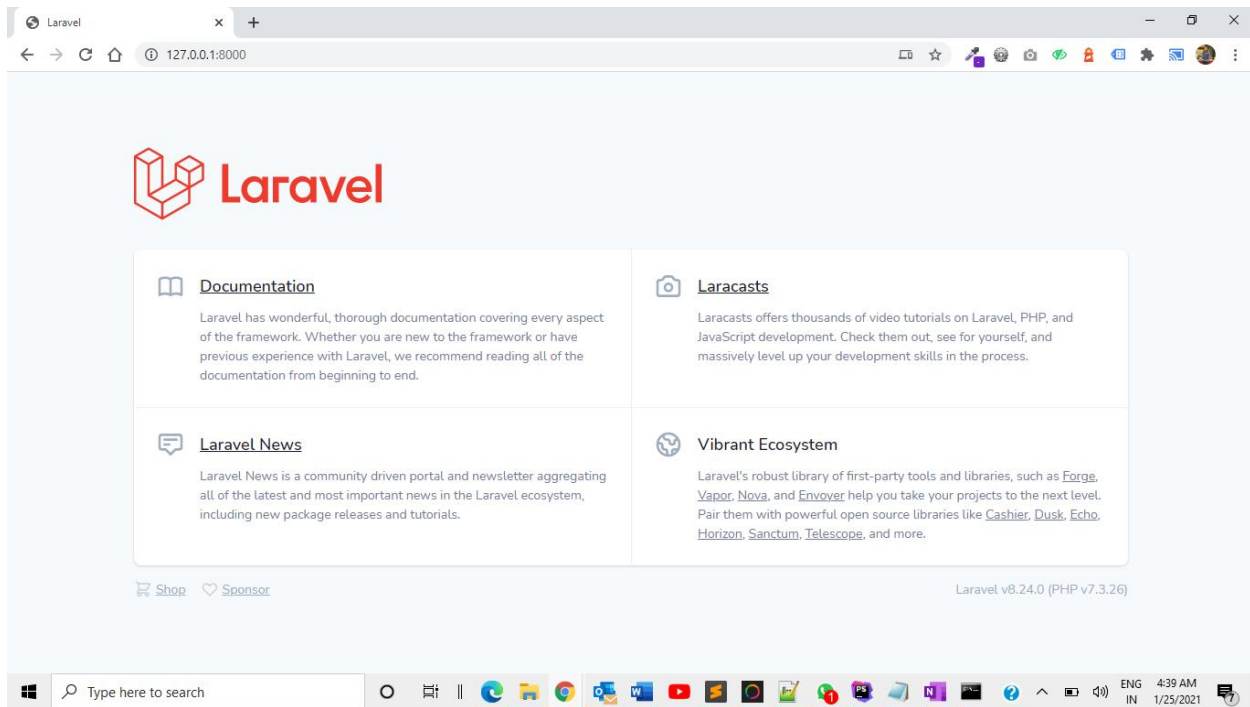 Laravel
127.0.0.1:8000
Laravel
Documentation
Laravel has wonderful, thorough documentation covering every aspect
of the framework. Whether you are new to the framework or have
previous experience with Laravel, we recommend reading all of the
documentation from beginning to end.
Laracasts
Laracasts offers thousands of video tutorials on Laravel, PHP, and
JavaScript development. Check them out, see for yourself, and
massively level up your development skills in the process.
Laravel News
Laravel News is a community driven portal and newsletter aggregating
all of the latest and most important news in the Laravel ecosystem,
including new package releases and tutorials.
Vibrant Ecosystem
Laravel's robust library of first-party tools and libraries, such as Forge,
Vapor, Nova, and Envoyer help you take your projects to the next level.
Pair them with powerful open source libraries like Cashier, Dusk, Echo,
Horizon, Sanctum, Telescope, and more.
Shop Sponsor
Laravel v8.24.0 (PHP v7.3.26)
Type here to search
1
PS
ENG
IN
4:39 AM
1/25/2021
7